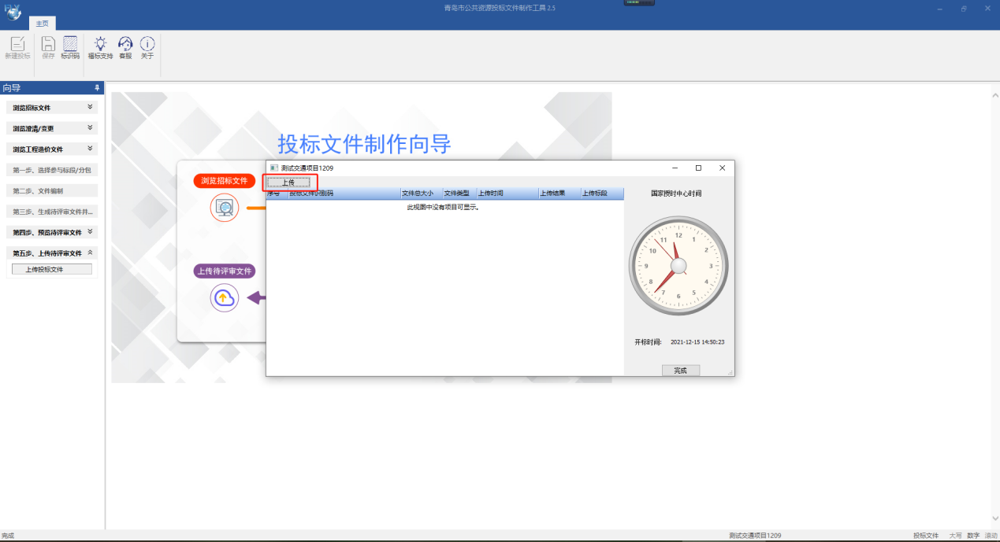 青岛市公共资源投标文件制作工具 2.5
主页
新建投标
保存
标识码
福标支持
客服
关于
向导
浏览招标文件
浏览澄清/变更
浏览工程造价文件
第一步、选择参与标段/分包
第二步、文件编制
第三步、生成待评审文件并...
第四步、预览待评审文件
第五步、上传待评审文件
上传投标文件
投标文件制作向导
浏览招标文件
上传待评审文件
测试交通项目1209
上传
序号 投标文件识别码 文件总大小 文件类型 上传时间 上传结果 上传标段
此视图中没有项目可显示。
国家授时中心时间
12
1
2
3
4
5
6
7
8
9
10
11
开标时间: 2021-12-15 14:50:23
完成
完成
测试交通项目1209
投标文件 大写 数字 滚动